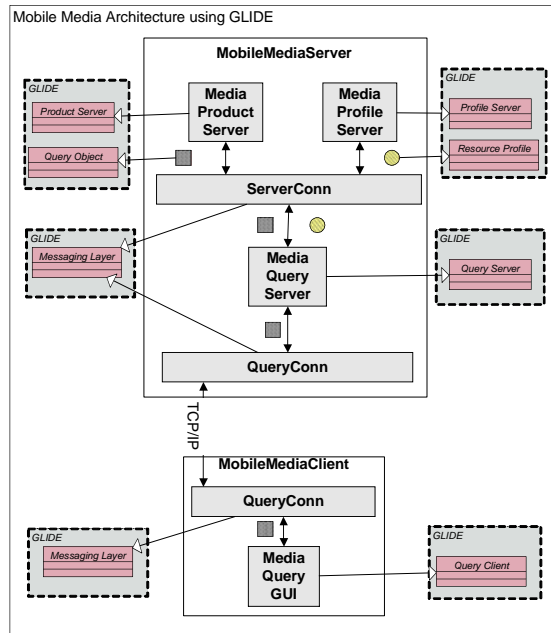 Mobile Media Architecture using GLIDE
MobileMediaServer
GLIDE
Product Server
Query Object
Media
Product
Server
Media
Profile
Server
GLIDE
Profile Server
Resource Profile
ServerConn
GLIDE
Messaging Layer
Media
Query
Server
GLIDE
Query Server
QueryConn
TCP/IP
MobileMediaClient
QueryConn
GLIDE
Messaging Layer
Media
Query
GUI
GLIDE
Query Client